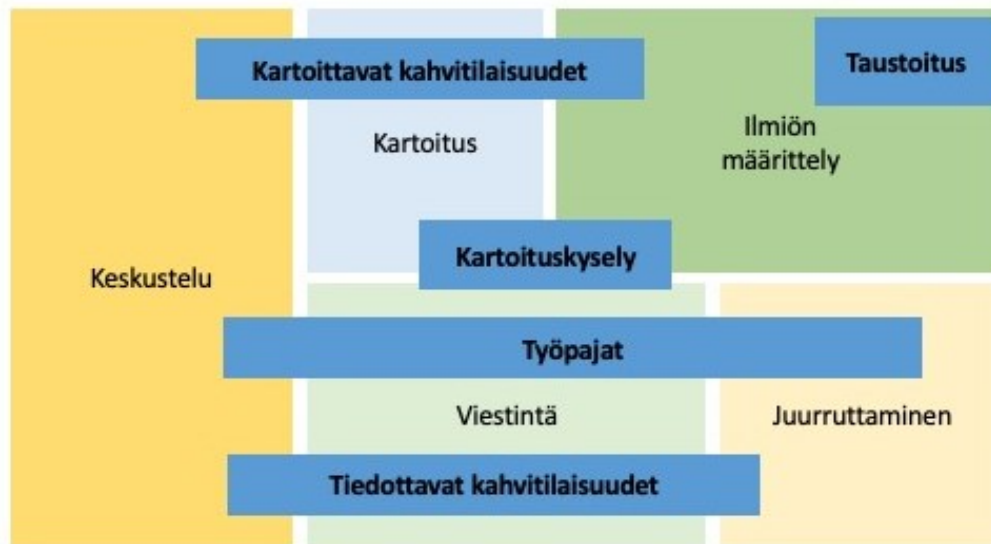 Kartoittavat kahvitilaisuudet
Taustoitus
Kartoitus
Ilmiön
määrittely
Kartoituskysely
Keskustelu
Työpajat
Viestintä
Juurruttaminen
Tiedottavat kahvitilaisuudet